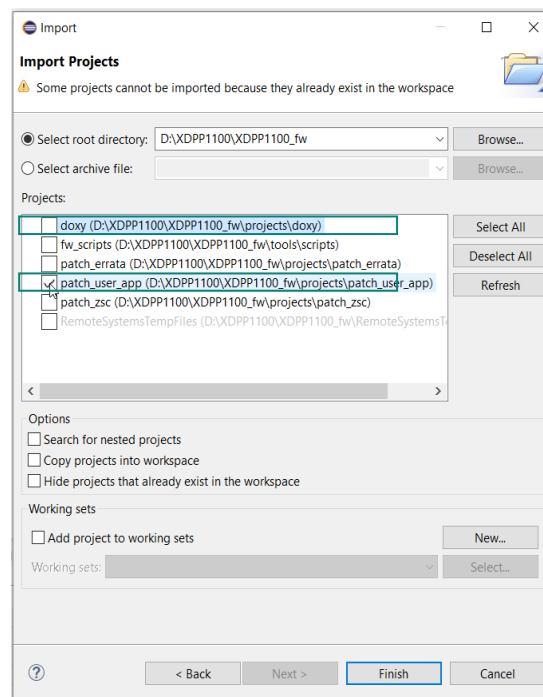 Import
Import Projects
Some projects cannot be imported because they already exist in the workspace
Select root directory: D:\XDPP1100\XDPP1100_fw Browse...
Select archive file: Browse...
Projects:
doxy (D:\XDPP1100\XDPP1100_fw\projects\doxy)
fw_scripts (D:\XDPP1100\XDPP1100_fw\tools\scripts)
patch_errata (D:\XDPP1100\XDPP1100_fw\projects\patch_errata)
patch_user_app (D:\XDPP1100\XDPP1100_fw\projects\patch_user_app)
patch_zsc (D:\XDPP1100\XDPP1100_fw\projects\patch_zsc)
RemoteSystemsTempFiles (D:\XDPP1100\XDPP1100_fw\RemoteSystemsTe
Select All
Deselect All
Refresh
Options
Search for nested projects
Copy projects into workspace
Hide projects that already exist in the workspace
Working sets
Add project to working sets New...
Working sets: Select...
? < Back Next > Finish Cancel